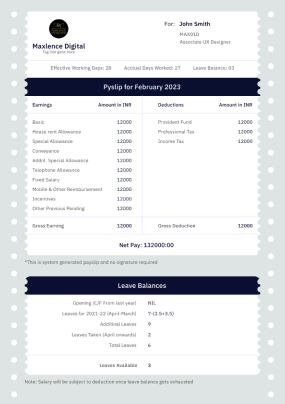 For: John Smith
MAX01D
Associate UX Designer
Maxlence Digital
Tag line goes here
Effective Working Days: 28 Acctual Days Worked: 27 Leave Balance: 03
Pyslip for February 2023
Earnings Amount in INR Deductions Amount in INR
Basic 12000 President Fund 12000
House rent Allowance 12000 Professional Tax 12000
Special Allowance 12000 Income Tax 12000
Conveyance 12000
Addnl. Special Allowance 12000
Telephone Allowance 12000
Fixed Salary 12000
Mobile & Other Reimbursement 12000
Incentives 12000
Other Previous Pending 12000
Gross Earning 12000 Gross Deduction 12000
Net Pay: 132000:00
*This is system generated payslip and no signature required
Leave Balances
Opening (C/F From last year) NIL
Leaves for 2021-22 (April-March) 7-(3.5+3.5)
Additinal Leaves 9
Leaves Taken (April onwards) 2
Total Leaves 6
Leaves Available 3
Note: Salary will be subject to deduction once leave balance gets exhausted